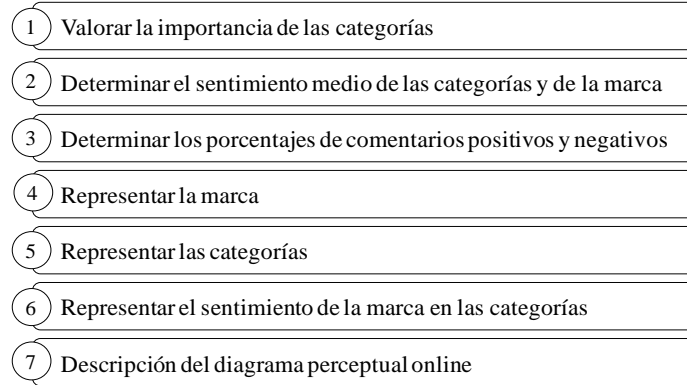 1 Valorar la importancia de las categorías
2 Determinar el sentimiento medio de las categorías y de la marca
3 Determinar los porcentajes de comentarios positivos y negativos
4 Representar la marca
5 Representar las categorías
6 Representar el sentimiento de la marca en las categorías
7 Descripción del diagrama perceptual online